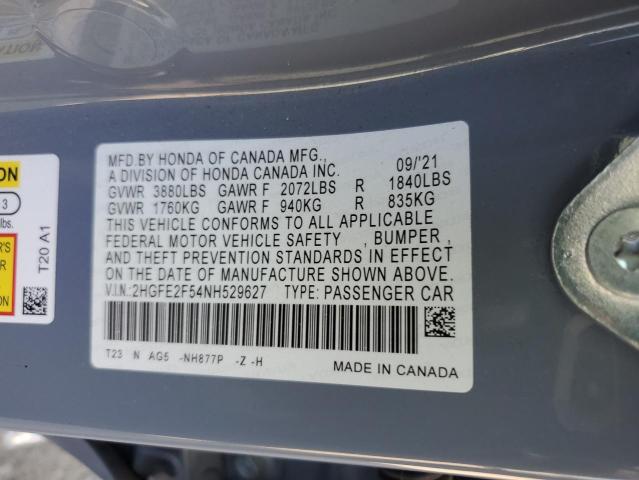 MFD.BY HONDA OF CANADA MFG.,
A DIVISION OF HONDA CANADA INC. 09/'21
GVWR 3880LBS GAWR F 2072LBS R 1840LBS
GVWR 1760KG GAWR F 940KG R 835KG
THIS VEHICLE CONFORMS TO ALL APPLICABLE
FEDERAL MOTOR VEHICLE SAFETY , BUMPER,
AND THEFT PREVENTION STANDARDS IN EFFECT
ON THE DATE OF MANUFACTURE SHOWN ABOVE.
V.I.N.:2HGFE2F54NH529627 TYPE: PASSENGER CAR
T23 N AG5 -NH877P -Z -H
MADE IN CANADA
ON
3
lbs.
T20 A1
R'S
R